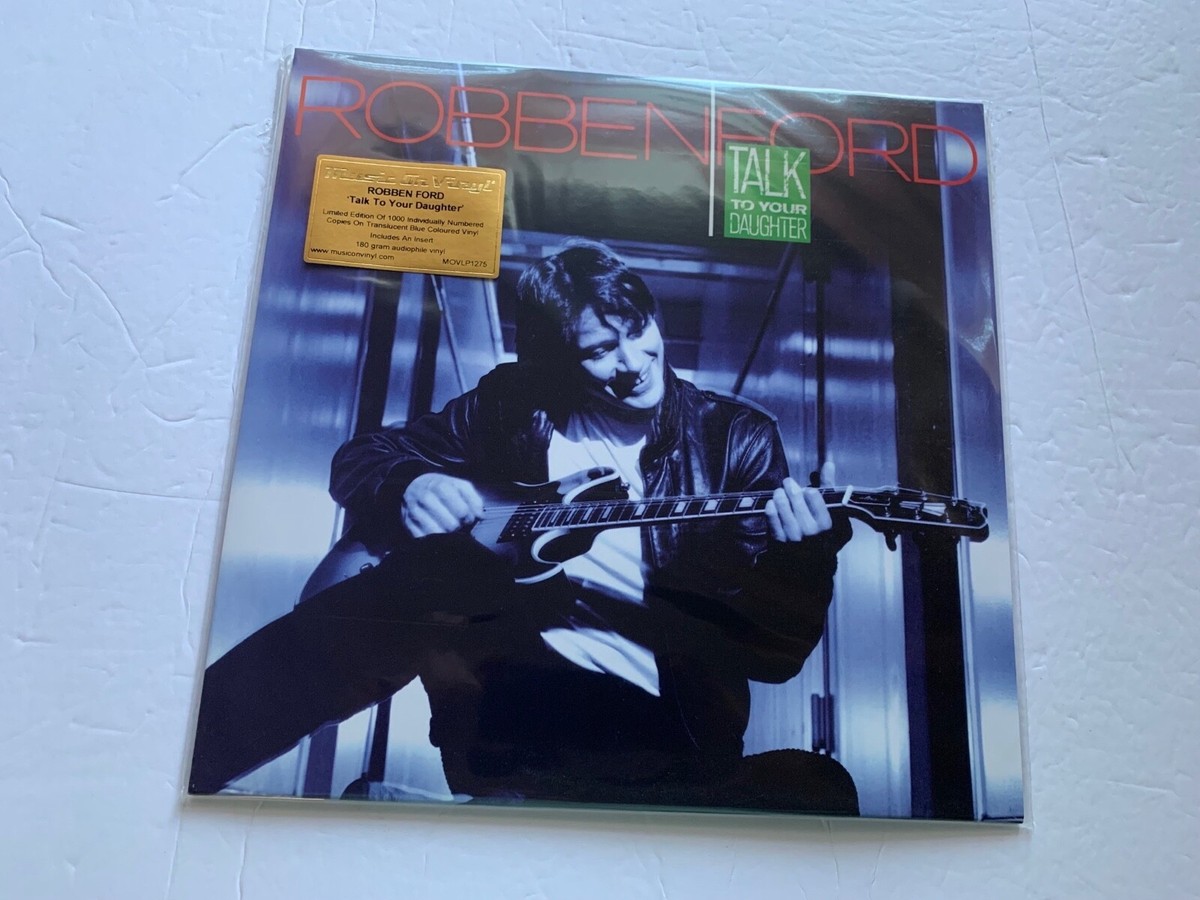 ROBBEN FORD
TALK
TO YOUR
DAUGHTER
Music On Vinyl
ROBBEN FORD
'Talk To Your Daughter'
Limited Edition Of 1000 Individually Numbered
Copies On Translucent Blue Coloured Vinyl
Includes An Insert
180 gram audiophile vinyl
www.musiconvinyl.com MOVLP1275